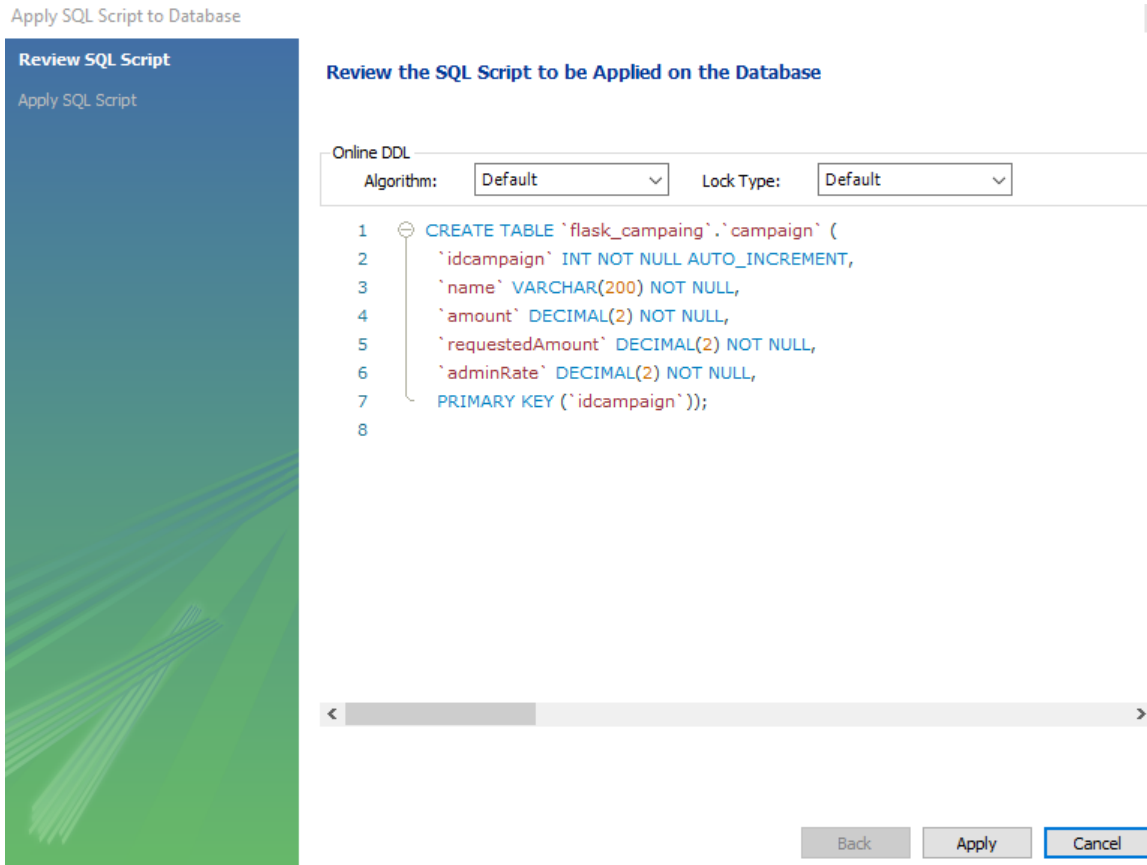 Apply SQL Script to Database
Review SQL Script
Apply SQL Script
Review the SQL Script to be Applied on the Database
Online DDL
Algorithm: Default Lock Type: Default
1 CREATE TABLE `flask_campaing`.`campaign` (
2 `idcampaign` INT NOT NULL AUTO_INCREMENT,
3 `name` VARCHAR(200) NOT NULL,
4 `amount` DECIMAL(2) NOT NULL,
5 `requestedAmount` DECIMAL(2) NOT NULL,
6 `adminRate` DECIMAL(2) NOT NULL,
7 PRIMARY KEY (`idcampaign`));
8
Back Apply Cancel